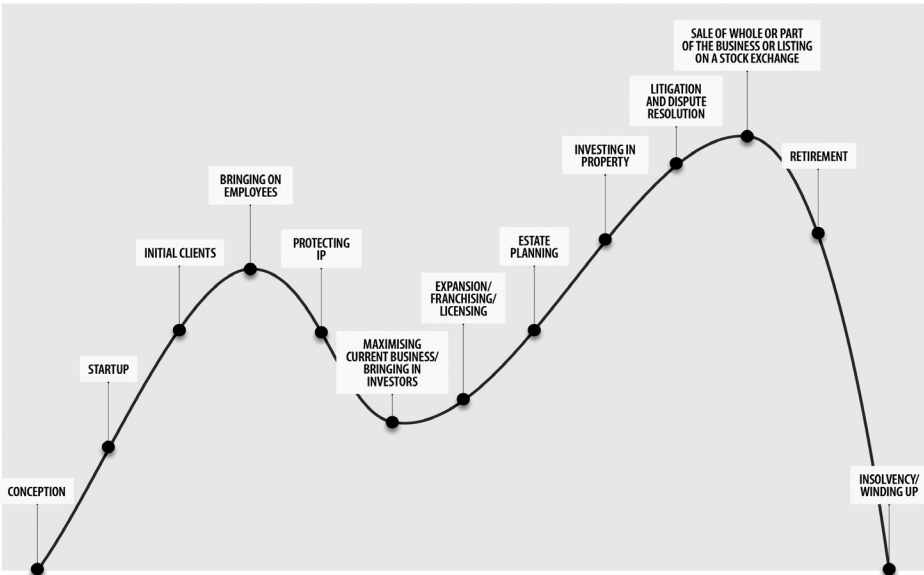 CONCEPTION
STARTUP
INITIAL CLIENTS
BRINGING ON
EMPLOYEES
PROTECTING
IP
MAXIMISING
CURRENT BUSINESS/
BRINGING IN
INVESTORS
EXPANSION/
FRANCHISING/
LICENSING
ESTATE
PLANNING
INVESTING IN
PROPERTY
LITIGATION
AND DISPUTE
RESOLUTION
SALE OF WHOLE OR PART
OF THE BUSINESS OR LISTING
ON A STOCK EXCHANGE
RETIREMENT
INSOLVENCY/
WINDING UP